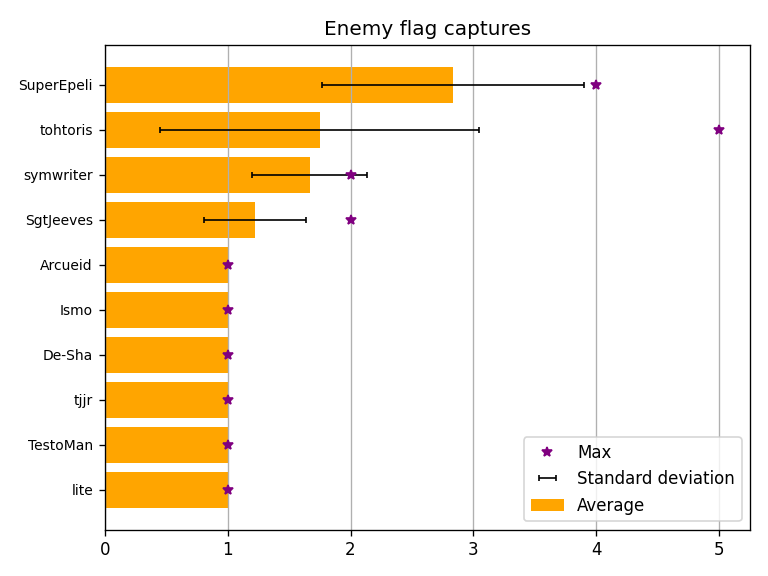 Enemy flag captures
SuperEpeli
tohtoris
symwriter
SgtJeeves
Arcueid
Ismo
De-Sha
tjjr
TestoMan
lite
Max
Standard deviation
Average
0 1 2 3 4 5